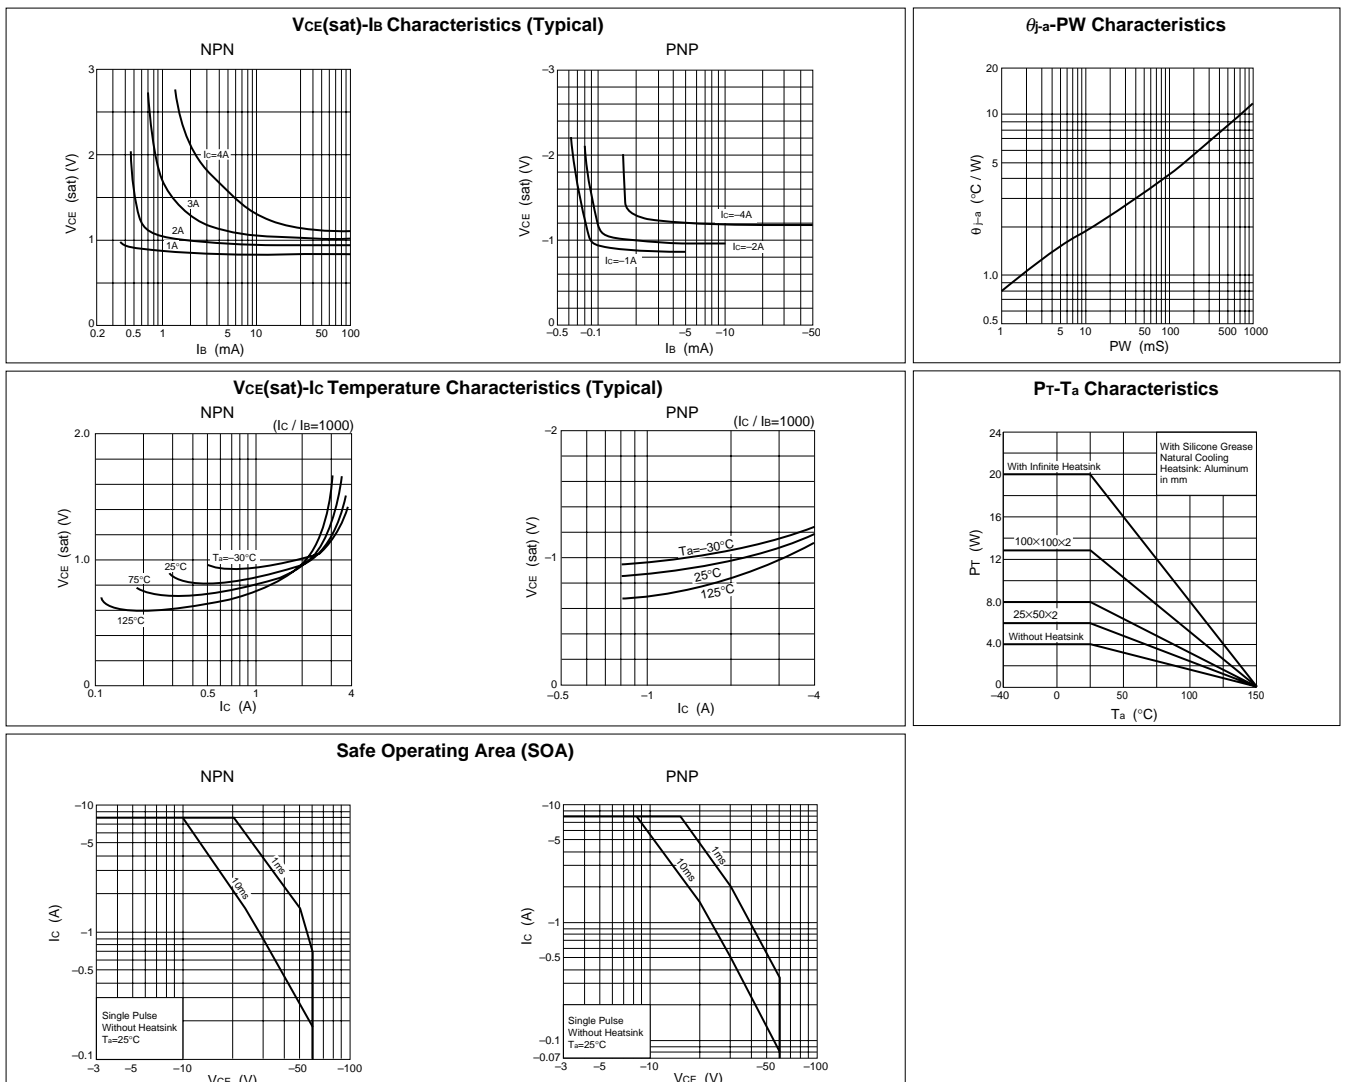 VCE(sat)-IB Characteristics (Typical)
NPN
3
2
1
0
VCE (sat) (V)
IC=4A
3A
2A
1A
0.2 0.5 1 5 10 50 100
IB (mA)
PNP
–3
–2
–1
0
VCE (sat) (V)
IC=–4A
IC=–2A
IC=–1A
–0.5 –0.1 –5 –10 –50
IB (mA)
θj-a-PW Characteristics
20
10
5
1.0
0.5
θj–a (°C / W)
1 5 10 50 100 500 1000
PW (mS)
VCE(sat)-IC Temperature Characteristics (Typical)
NPN
(IC / IB=1000)
2.0
1.0
0
VCE (sat) (V)
Ta=–30°C
25°C
75°C
125°C
0.1 0.5 1 4
IC (A)
PNP
(IC / IB=1000)
–2
–1
0
VCE (sat) (V)
Ta=–30°C
25°C
125°C
–0.5 –1 –4
IC (A)
PT-Ta Characteristics
24
20
16
12
8.0
4.0
0
PT (W)
With Silicone Grease
Natural Cooling
Heatsink: Aluminum
in mm
With Infinite Heatsink
100×100×2
25×50×2
Without Heatsink
–40 0 50 100 150
Ta (°C)
Safe Operating Area (SOA)
NPN
–10
–5
–1
–0.5
–0.1
IC (A)
1ms
10ms
Single Pulse
Without Heatsink
Ta=25°C
–3 –5 –10 –50 –100
VCE (V)
PNP
–10
–5
–1
–0.5
–0.1
–0.07
IC (A)
1ms
10ms
Single Pulse
Without Heatsink
Ta=25°C
–3 –5 –10 –50 –100
VCE (V)